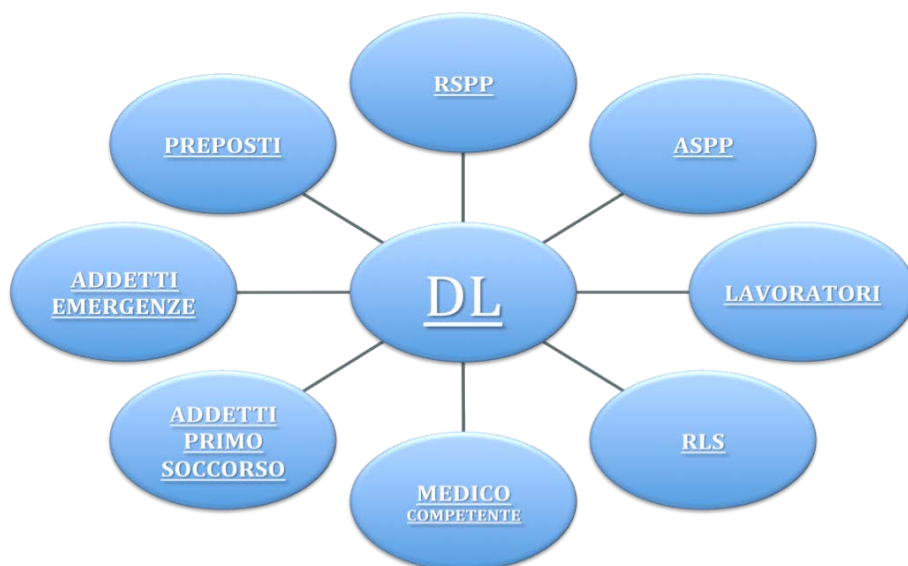 RSPP
PREPOSTI
ASPP
ADDETTI
EMERGENZE
DL
LAVORATORI
ADDETTI
PRIMO
SOCCORSO
RLS
MEDICO
COMPETENTE